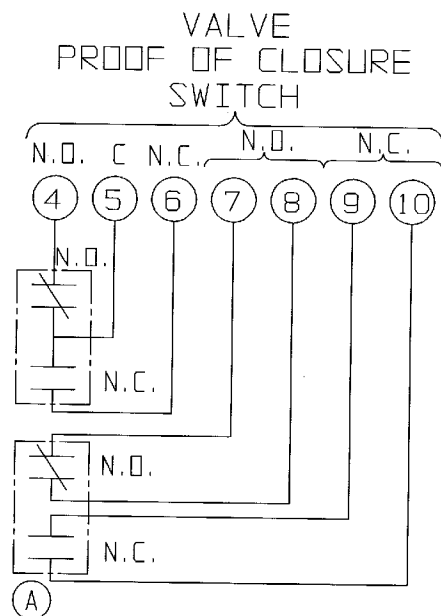 VALVE
PROOF OF CLOSURE
SWITCH
N.O. C N.C. N.O. N.C.
4 5 6 7 8 9 10
N.O.
N.C.
N.O.
N.C.
A